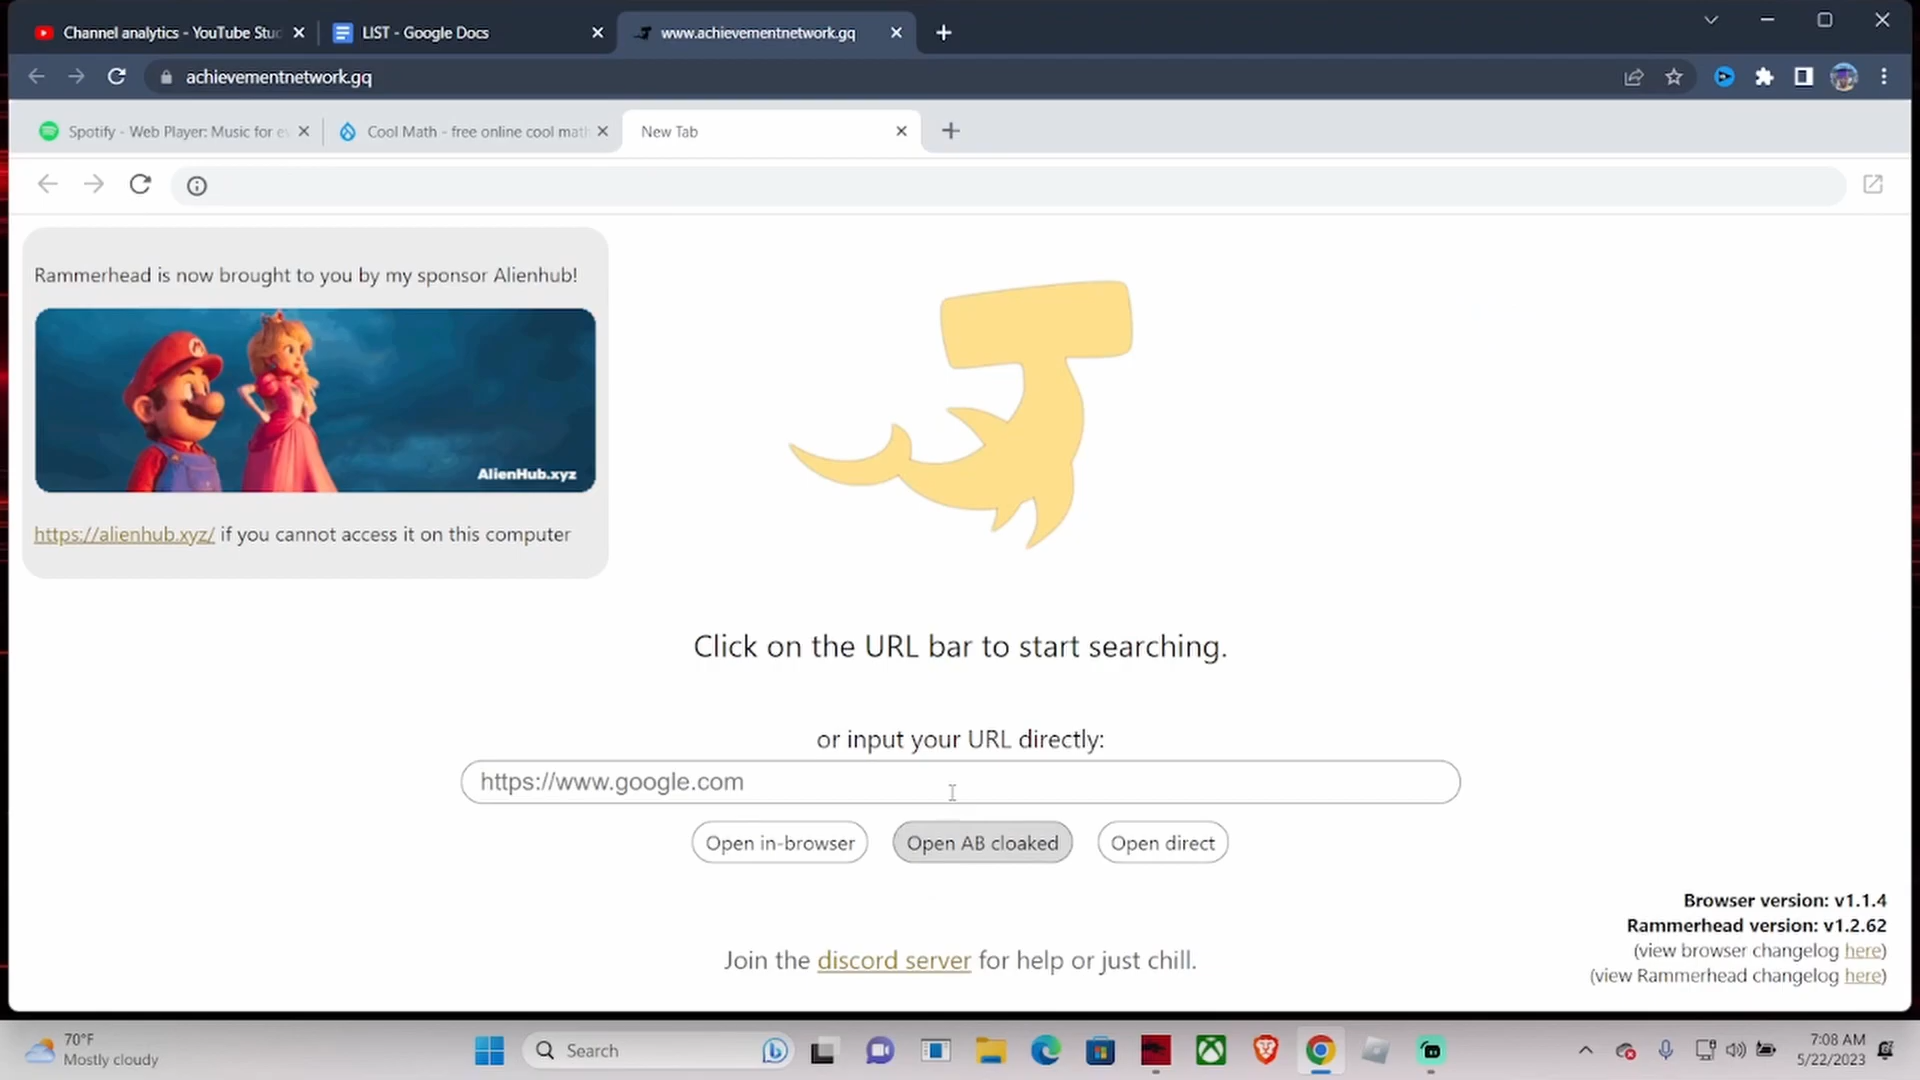 Channel analytics - YouTube Stu
LIST - Google Docs
www.achievementnetwork.gq
achievementnetwork.gq
Spotify - Web Player: Music for e
Cool Math - free online cool mat
New Tab
Rammerhead is now brought to you by my sponsor Alienhub!
AlienHub.xyz
https://alienhub.xyz/ if you cannot access it on this computer
Click on the URL bar to start searching.
or input your URL directly:
https://www.google.com
Open in-browser
Open AB cloaked
Open direct
Browser version: v1.1.4
Rammerhead version: v1.2.62
(view browser changelog here)
(view Rammerhead changelog here)
Join the discord server for help or just chill.
70°F
Mostly cloudy
Search
7:08 AM
5/22/2023